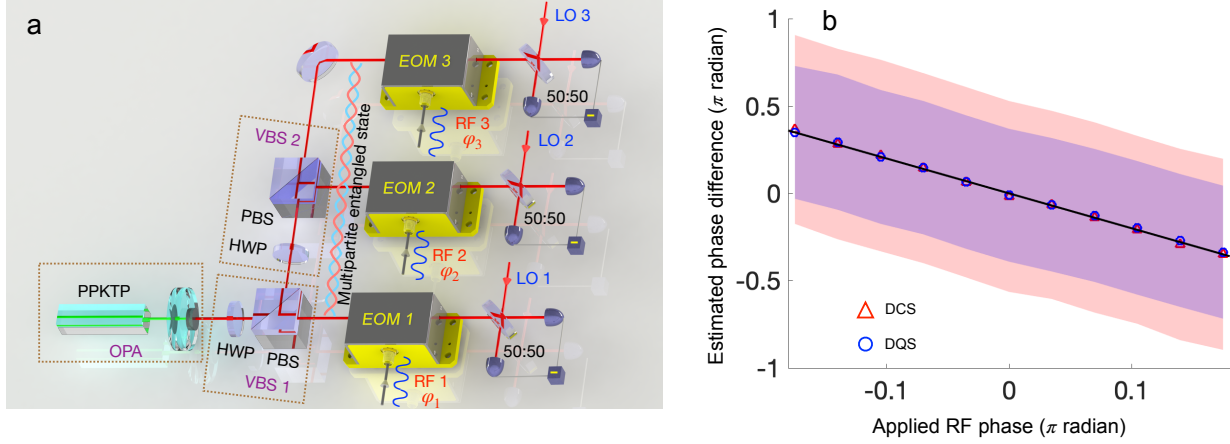 a
LO 3
EOM 3
50:50
RF 3
φ3
VBS 2
LO 2
Multipartite entangled state
EOM 2
50:50
PBS
HWP
RF 2
φ2
LO 1
PPKTP
EOM 1
OPA
HWP
PBS
50:50
VBS 1
RF 1
φ1
b
Estimated phase difference (π radian)
1
0.5
0
-0.5
-1
DCS
DQS
-0.1
0
0.1
Applied RF phase (π radian)